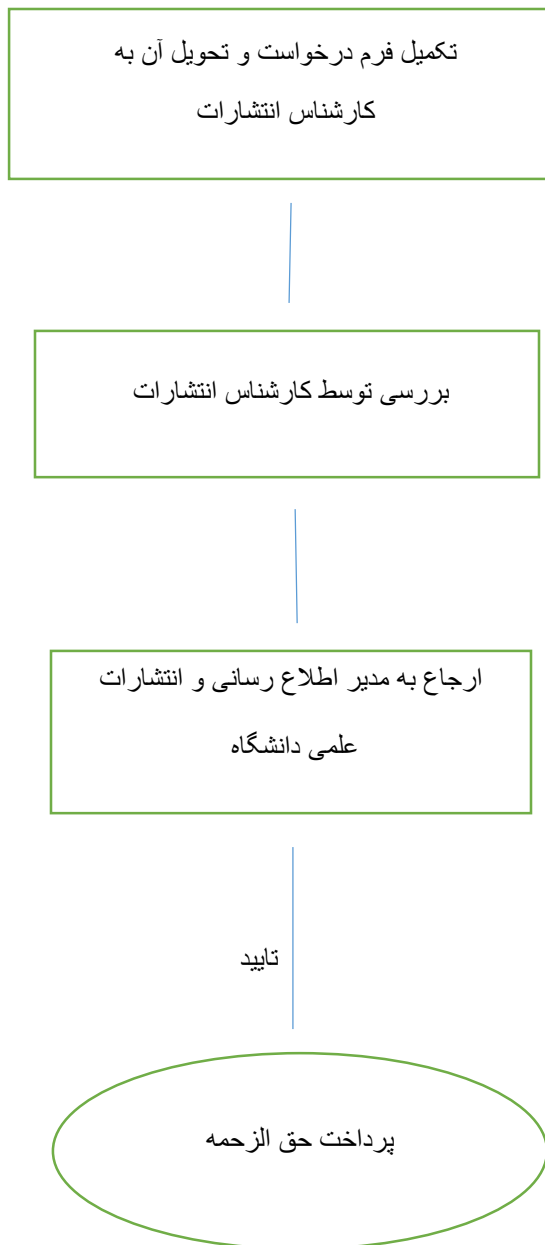 تکمیل فرم درخواست و تحویل آن به
کارشناس انتشارات
بررسی توسط کارشناس انتشارات
ارجاع به مدیر اطلاع رسانی و انتشارات
علمی دانشگاه
تایید
پرداخت حق الزحمه